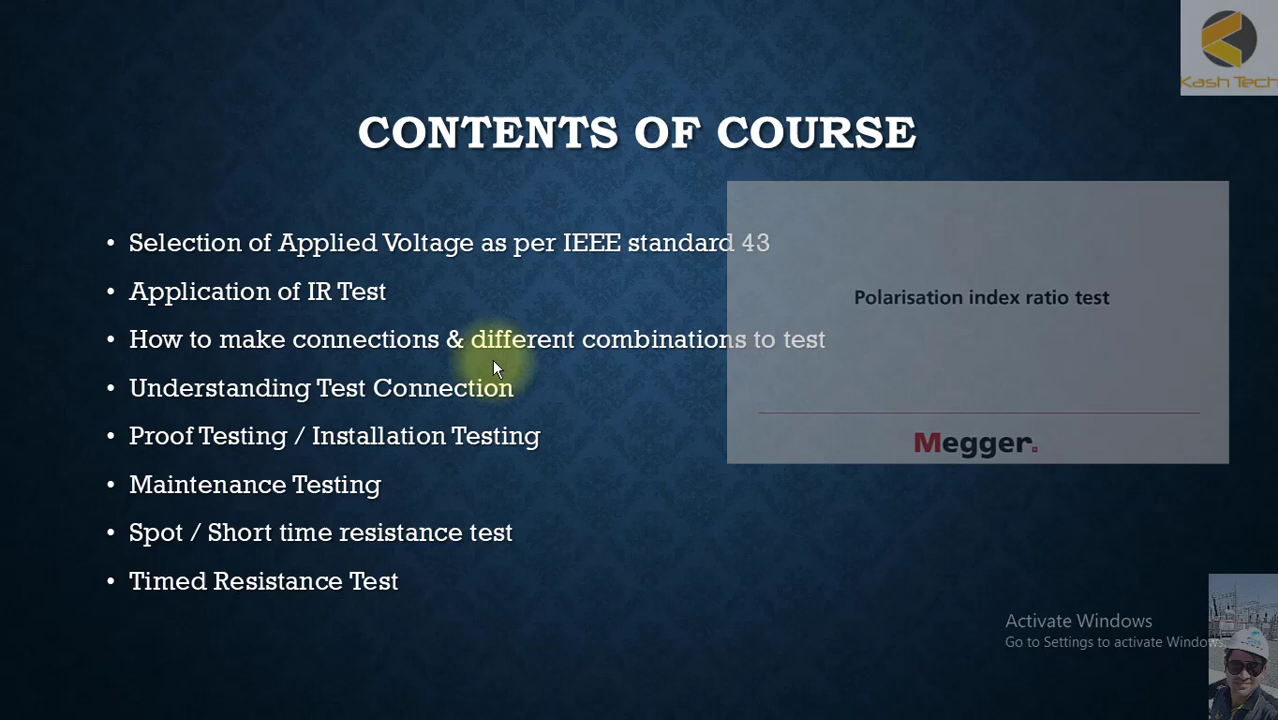 Kash Tech
CONTENTS OF COURSE
• Selection of Applied Voltage as per IEEE standard 43
• Application of IR Test
• How to make connections & different combinations to test
• Understanding Test Connection
• Proof Testing / Installation Testing
• Maintenance Testing
• Spot / Short time resistance test
• Timed Resistance Test
Polarisation index ratio test
Megger.
Activate Windows
Go to Settings to activate Windows.